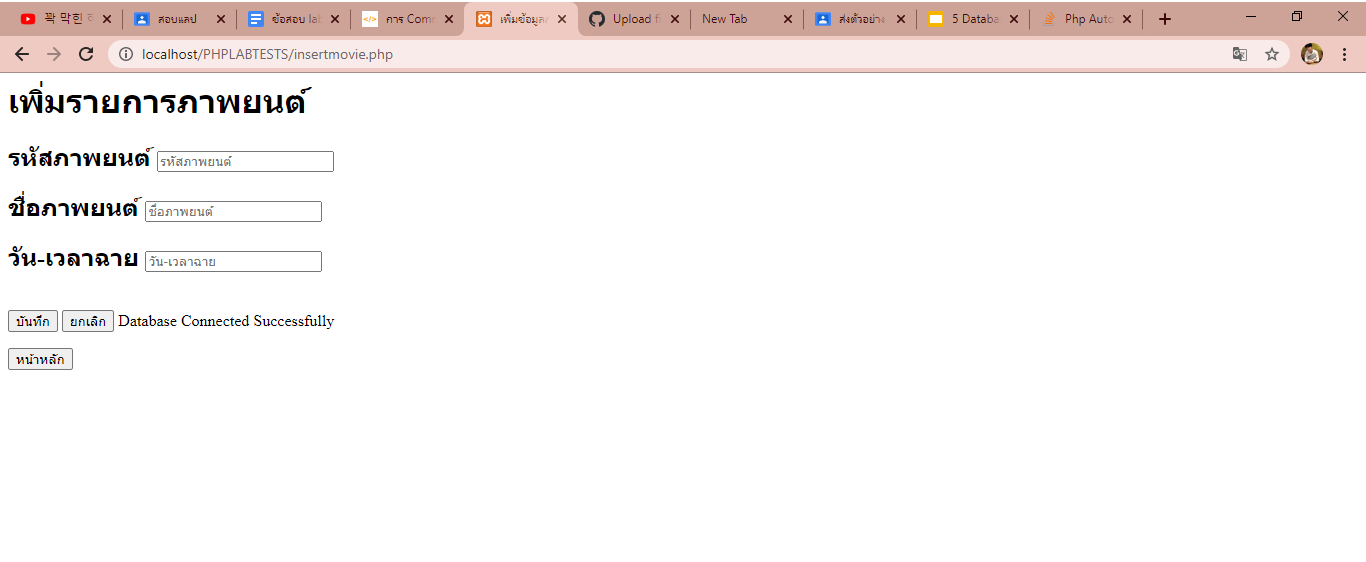 สอบแลป
ข้อสอบ lab
การ Com
เพิ่มข้อมูล
Upload fi
New Tab
ส่งตัวอย่าง
5 Databa
Php Auto
localhost/PHPLABTESTS/insertmovie.php
เพิ่มรายการภาพยนต์
รหัสภาพยนต์ รหัสภาพยนต์
ชื่อภาพยนต์ ชื่อภาพยนต์
วัน-เวลาฉาย วัน-เวลาฉาย
บันทึก ยกเลิก Database Connected Successfully
หน้าหลัก